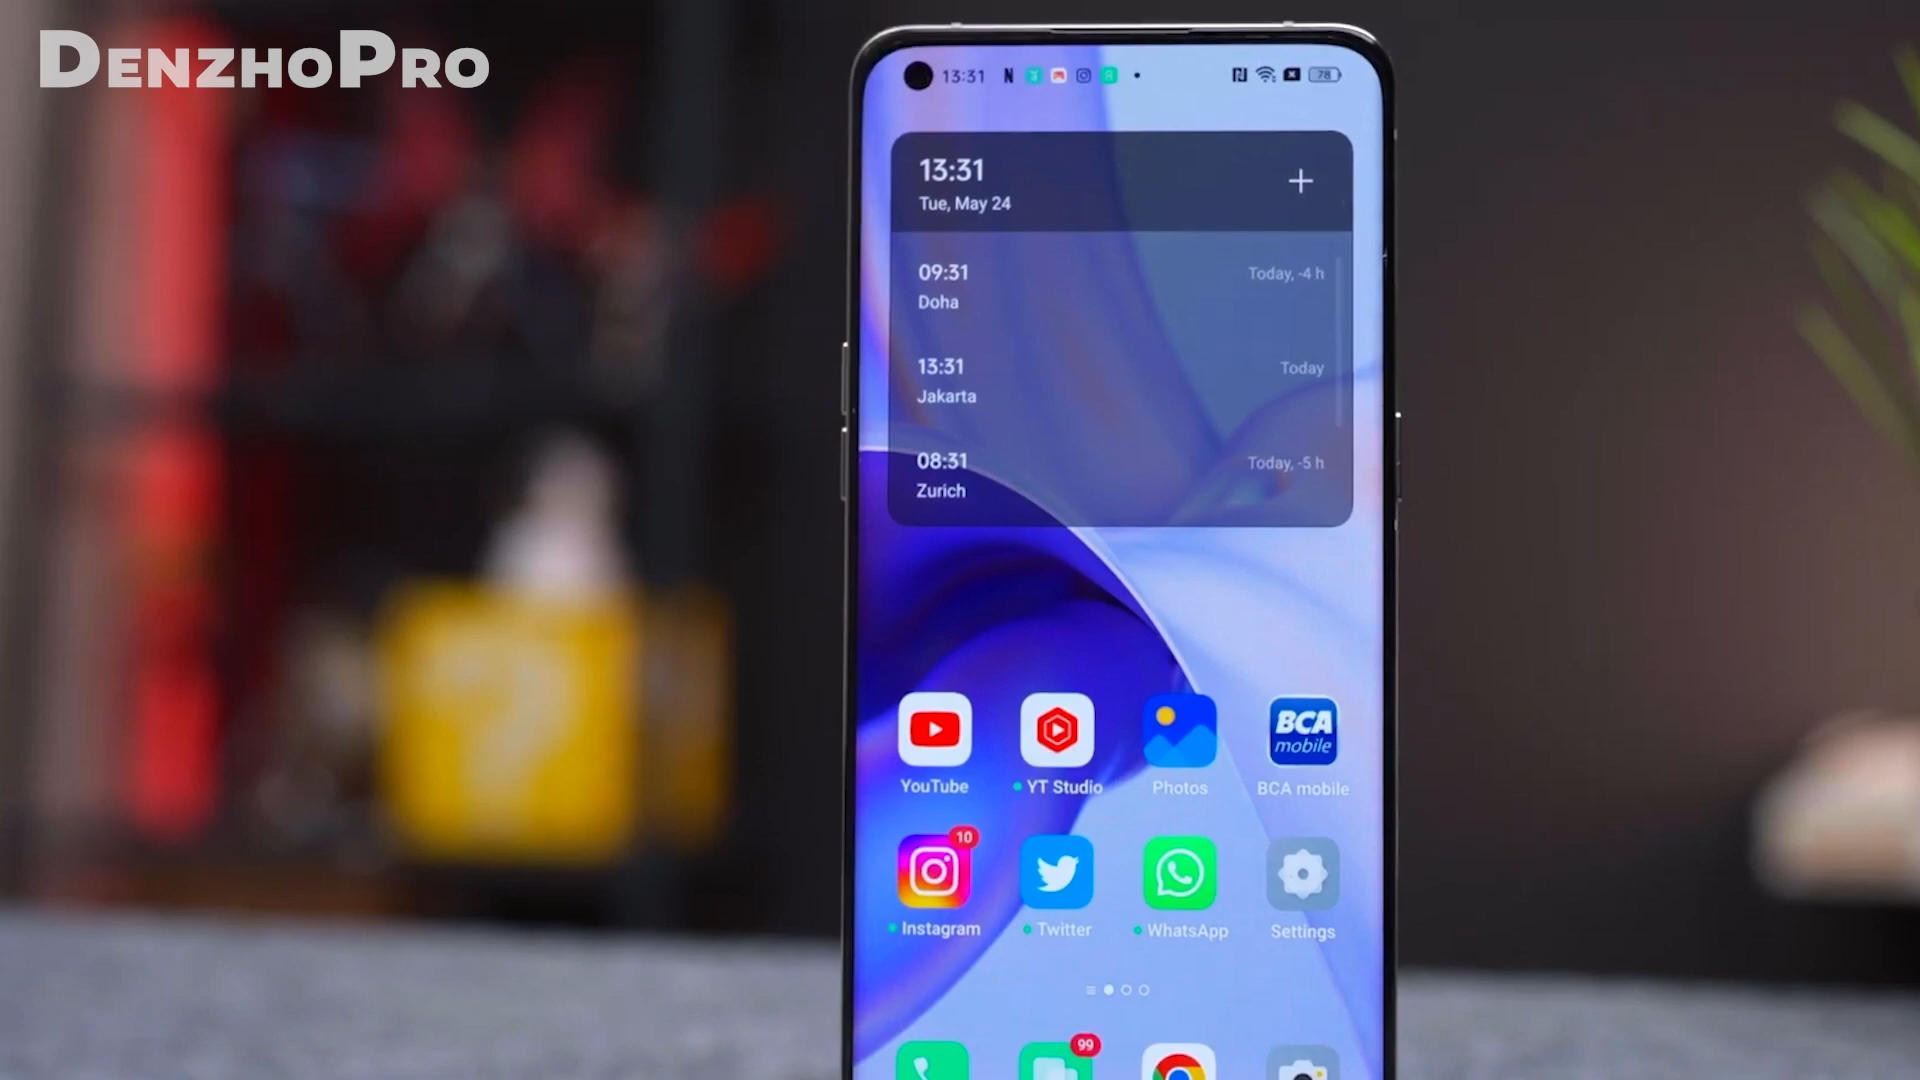 DENZHOPRO
13:31 N 78
13:31
Tue, May 24
09:31 Today, -4 h
Doha
13:31 Today
Jakarta
08:31 Today, -5 h
Zurich
YouTube YT Studio Photos BCA mobile
BCA
mobile
10
Instagram Twitter WhatsApp Settings
99